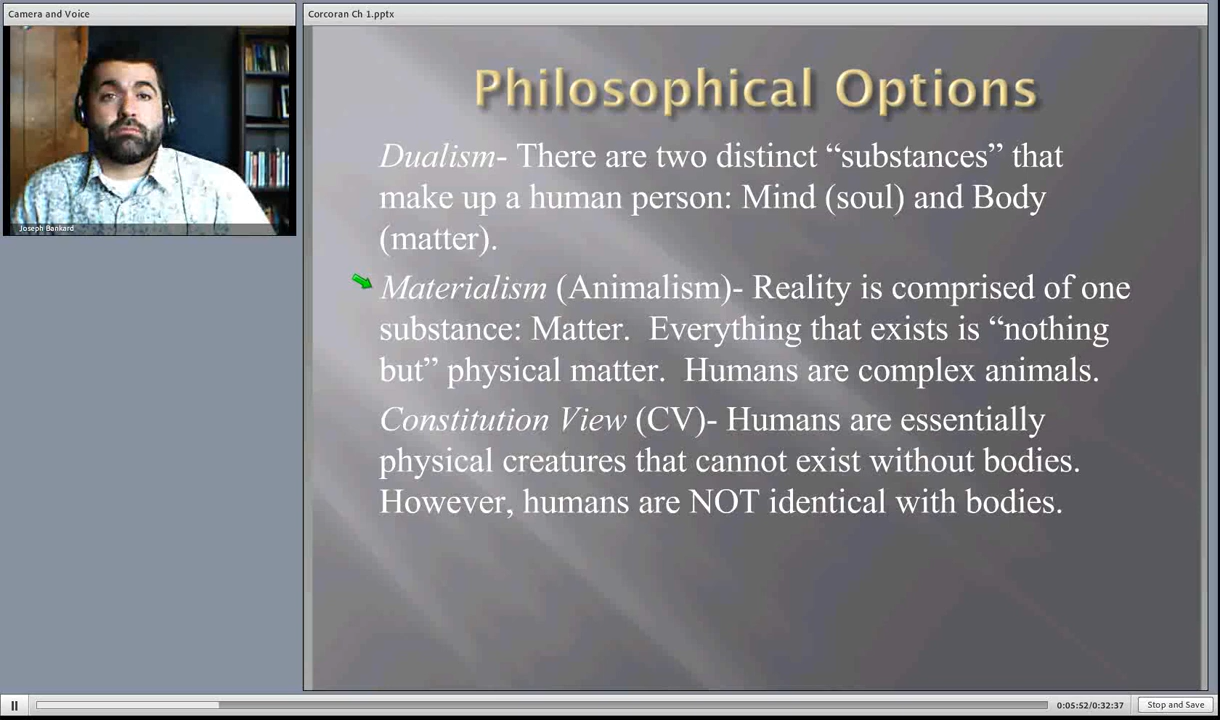 Camera and Voice
Joseph Bankard
Corcoran Ch 1.pptx
Philosophical Options
Dualism- There are two distinct “substances” that
make up a human person: Mind (soul) and Body
(matter).
Materialism (Animalism)- Reality is comprised of one
substance: Matter.  Everything that exists is “nothing
but” physical matter.  Humans are complex animals.
Constitution View (CV)- Humans are essentially
physical creatures that cannot exist without bodies.
However, humans are NOT identical with bodies.
0:05:52/0:32:37
Stop and Save